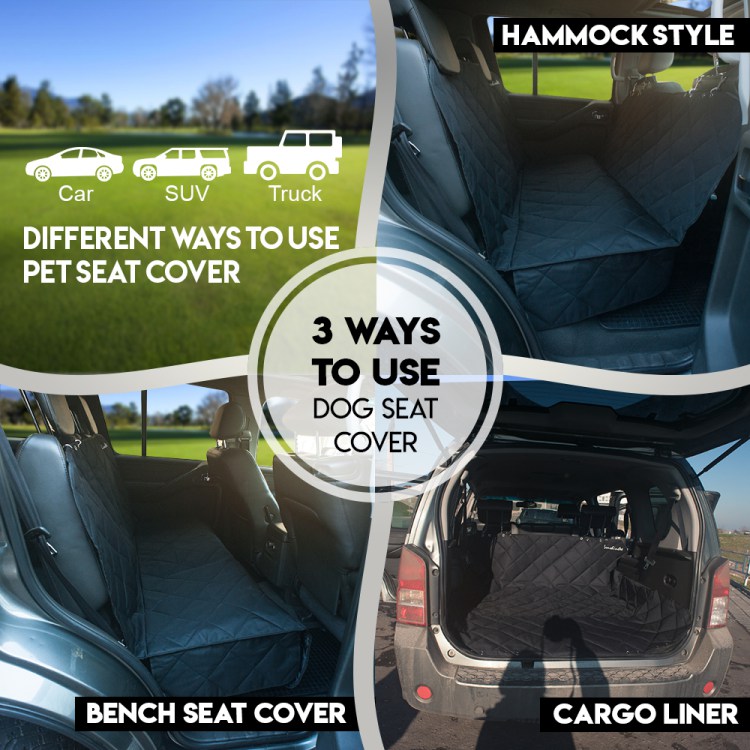 HAMMOCK STYLE
Car SUV Truck
DIFFERENT WAYS TO USE
PET SEAT COVER
3 WAYS
TO USE
DOG SEAT
COVER
BENCH SEAT COVER
CARGO LINER